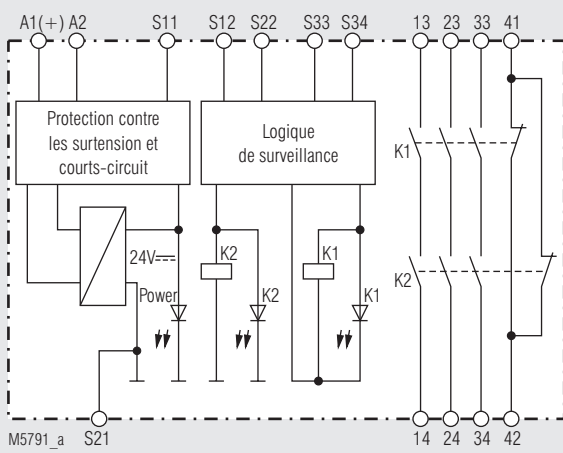 A1(+) A2 S11 S12 S22 S33 S34 13 23 33 41
Protection contre
les surtension et
courts-circuit
Logique
de surveillance
K1
24V
K2
K1
K2
Power
K2
K1
M5791_a
S21
14 24 34 42